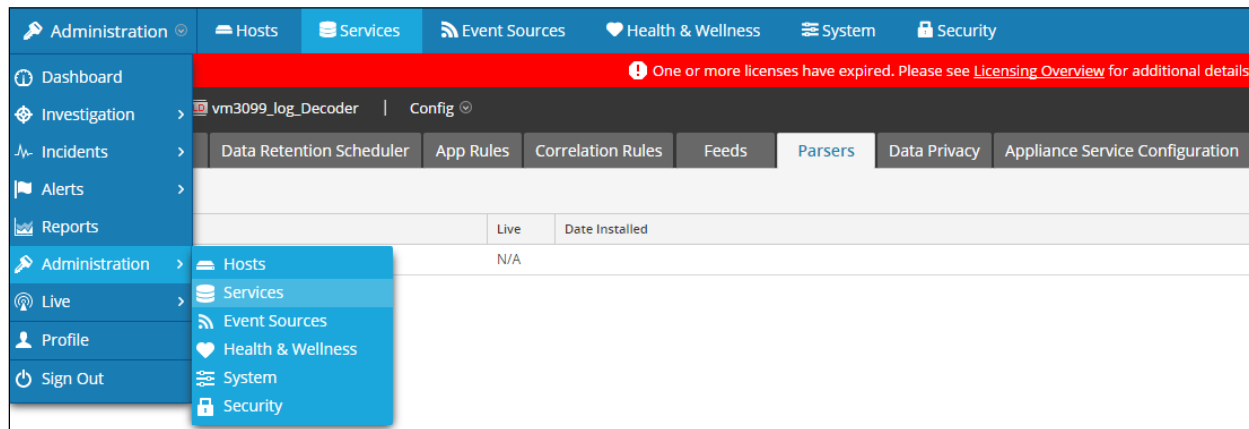 Administration Hosts Services Event Sources Health & Wellness System Security
Dashboard
One or more licenses have expired. Please see Licensing Overview for additional details
Investigation
vm3099_log_Decoder | Config
Incidents
Data Retention Scheduler App Rules Correlation Rules Feeds Parsers Data Privacy Appliance Service Configuration
Alerts
Reports
Live Date Installed
Administration
N/A
Hosts
Services
Event Sources
Health & Wellness
System
Security
Live
Profile
Sign Out